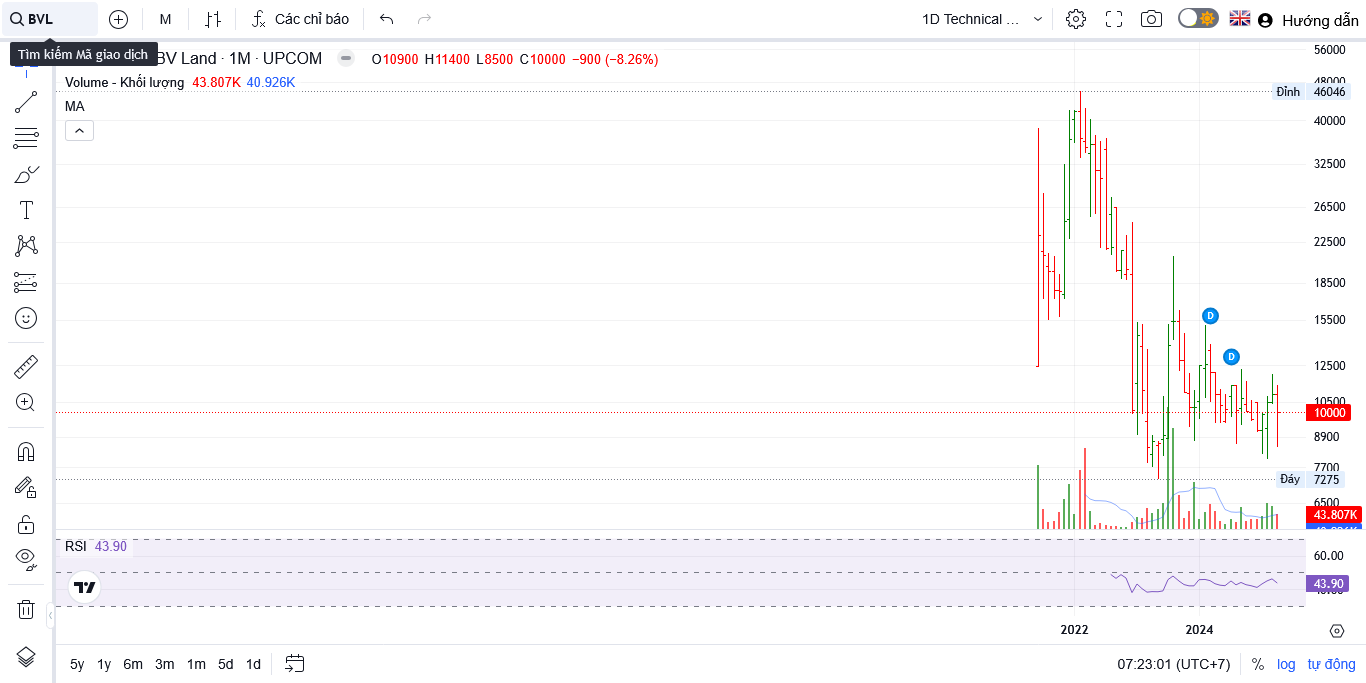 BVL M Các chỉ báo 1D Technical ... Hướng dẫn
Tìm kiếm Mã giao dịch
BV Land · 1M · UPCOM O10900 H11400 L8500 C10000 −900 (−8.26%)
Volume - Khối lượng 43.807K 40.926K
MA
56000
48000
Đỉnh 46046
40000
32500
26500
22500
18500
15500
D
D
12500
10500
10000
8900
7700
Đáy 7275
6500
43.807K
RSI 43.90
60.00
43.90
2022 2024
5y 1y 6m 3m 1m 5d 1d 07:23:01 (UTC+7) % log tự động